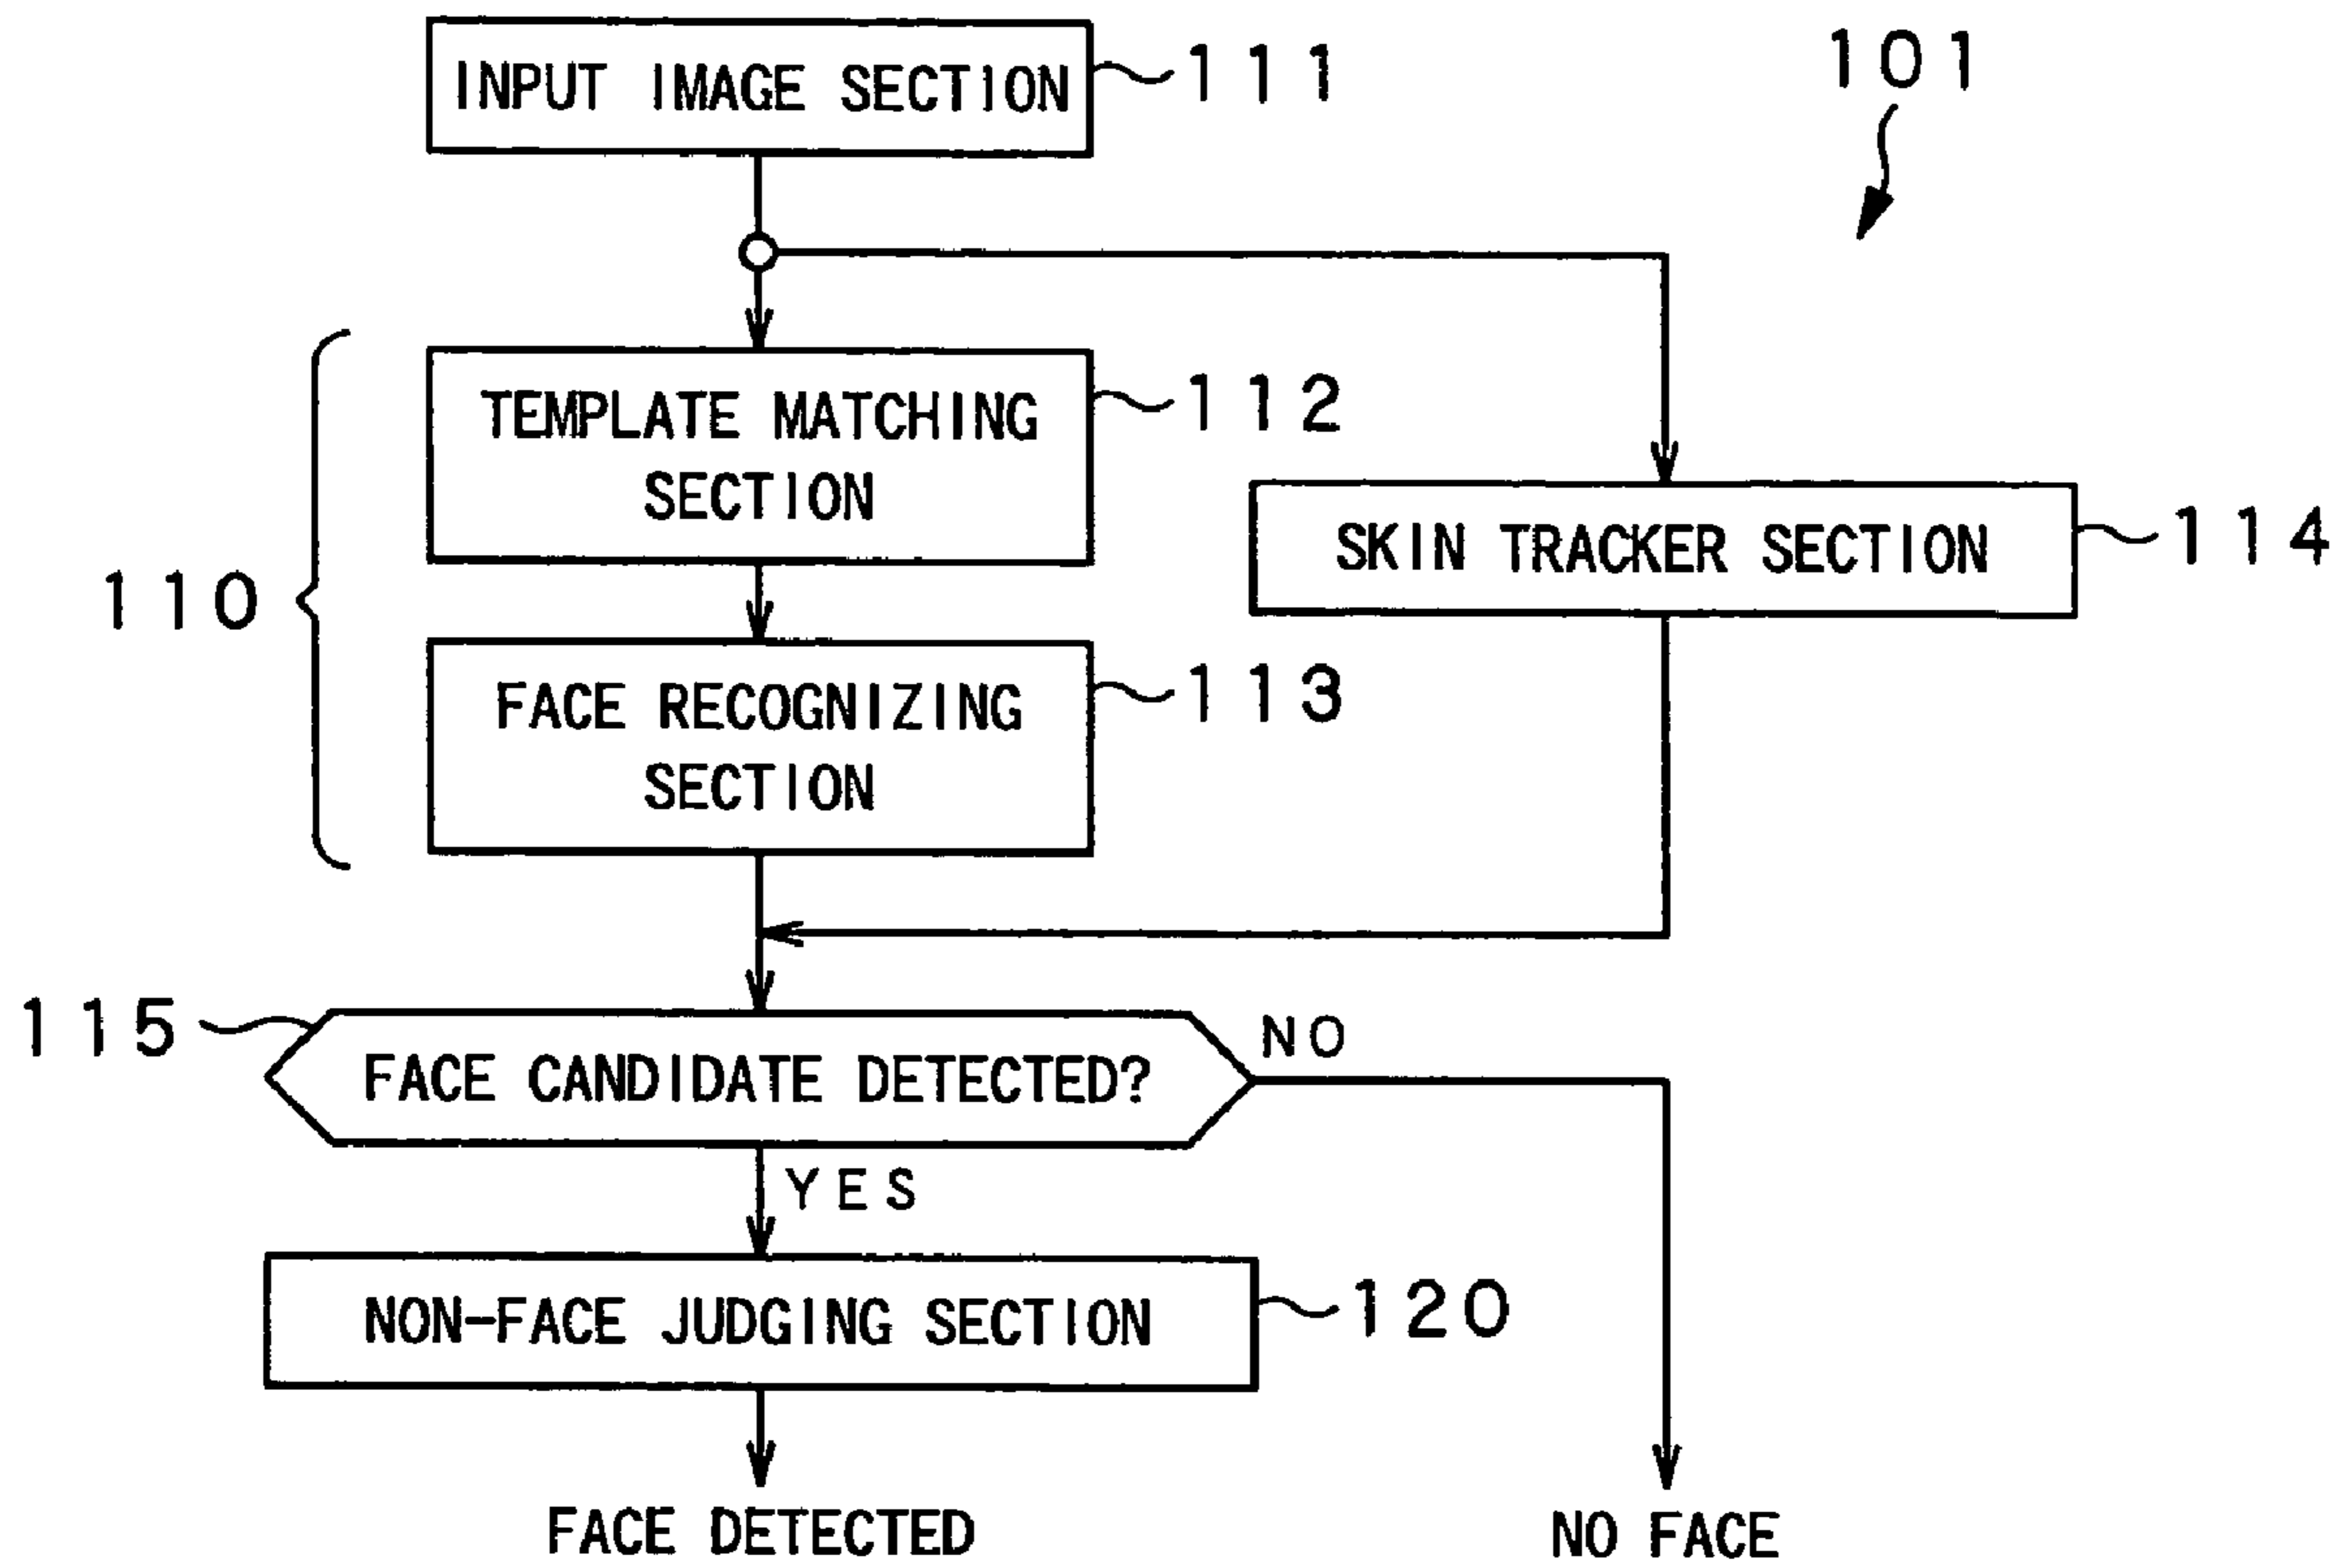 INPUT IMAGE SECTION
111
101
TEMPLATE MATCHING
SECTION
112
SKIN TRACKER SECTION
114
110
FACE RECOGNIZING
SECTION
113
115
FACE CANDIDATE DETECTED?
NO
YES
NON-FACE JUDGING SECTION
120
FACE DETECTED
NO FACE